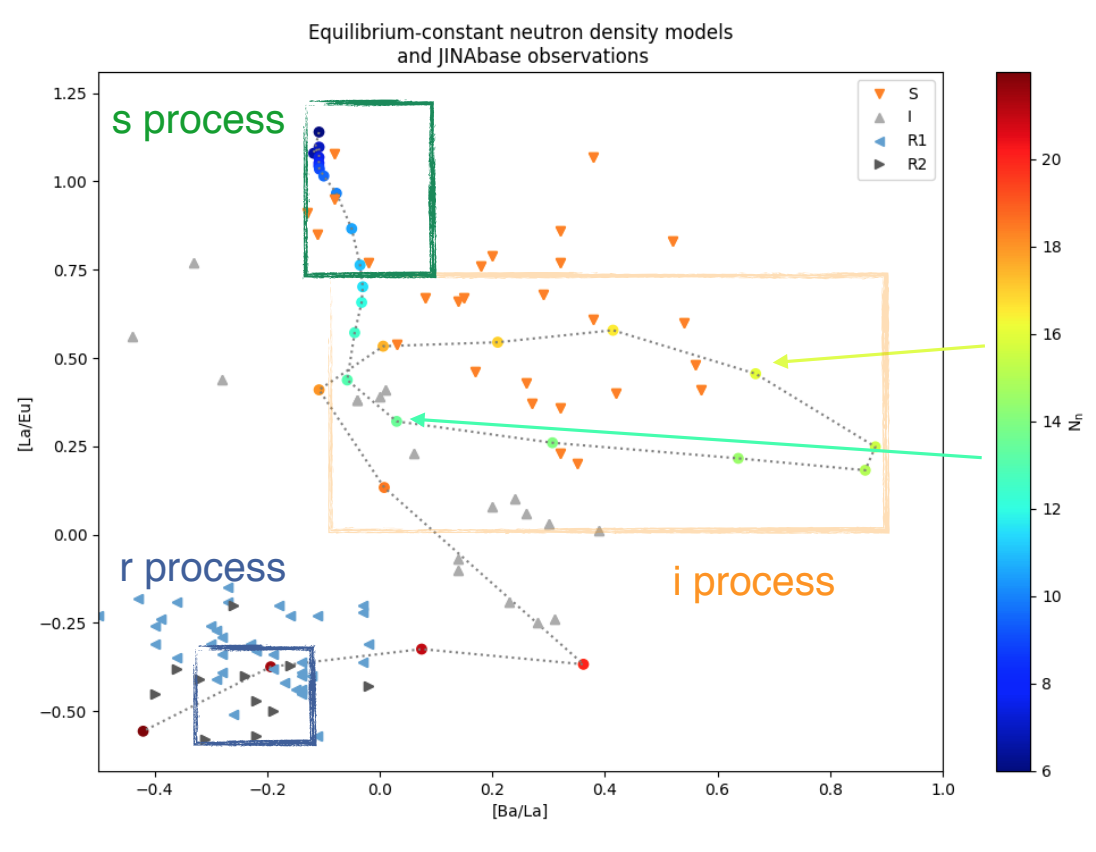 Equilibrium-constant neutron density models
and JINAbase observations
s process
S
I
R1
R2
r process
i process
1.25
1.00
0.75
0.50
0.25
0.00
−0.25
−0.50
[La/Eu]
−0.4
−0.2
0.0
0.2
0.4
0.6
0.8
1.0
[Ba/La]
20
18
16
14
12
10
8
6
Nn